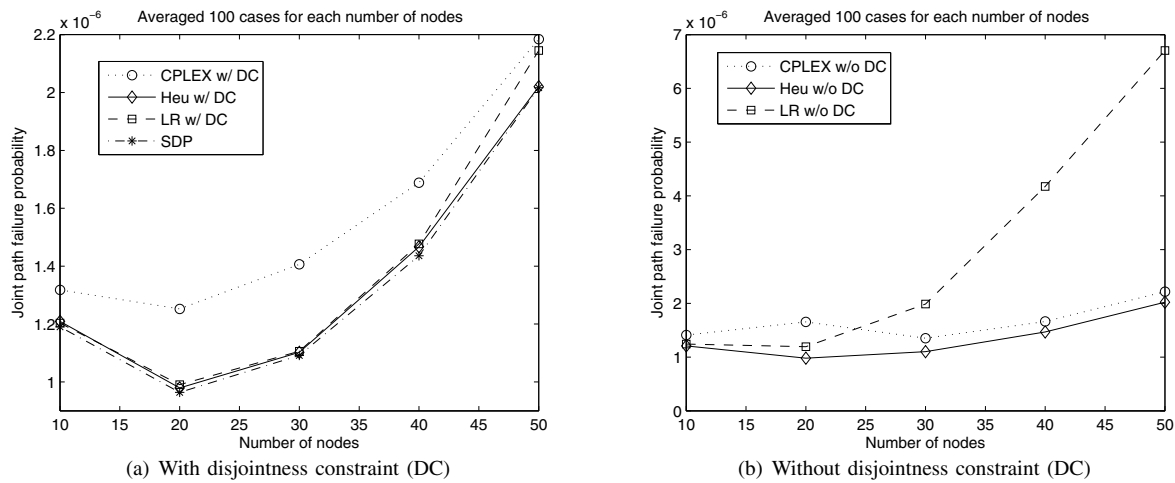 x 10⁻⁶
Averaged 100 cases for each number of nodes
2.2
2
1.8
1.6
1.4
1.2
1
Joint path failure probability
CPLEX w/ DC
Heu w/ DC
LR w/ DC
SDP
10 15 20 25 30 35 40 45 50
Number of nodes
(a) With disjointness constraint (DC)
x 10⁻⁶
Averaged 100 cases for each number of nodes
7
6
5
4
3
2
1
0
Joint path failure probability
CPLEX w/o DC
Heu w/o DC
LR w/o DC
10 15 20 25 30 35 40 45 50
Number of nodes
(b) Without disjointness constraint (DC)